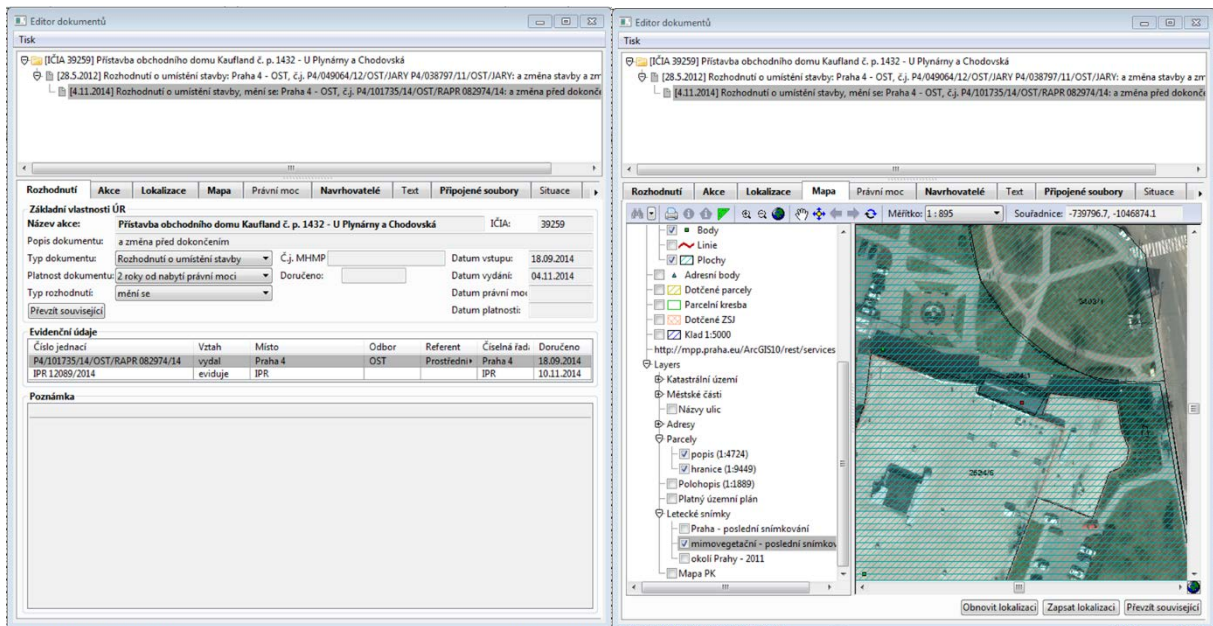 Editor dokumentů
Tisk
[IČIA 39259] Přístavba obchodního domu Kaufland č. p. 1432 - U Plynárny a Chodovská
[28.5.2012] Rozhodnutí o umístění stavby: Praha 4 - OST, č.j. P4/049064/12/OST/JARY P4/038797/11/OST/JARY: a změna stavby a zm
[4.11.2014] Rozhodnutí o umístění stavby, mění se: Praha 4 - OST, č.j. P4/101735/14/OST/RAPR 082974/14: a změna před dokonče
Rozhodnutí Akce Lokalizace Mapa Právní moc Navrhovatelé Text Připojené soubory Situace
Základní vlastnosti ÚR
Název akce: Přístavba obchodního domu Kaufland č. p. 1432 - U Plynárny a Chodovská IČIA: 39259
Popis dokumentu: a změna před dokončením
Typ dokumentu: Rozhodnutí o umístění stavby Č.j. MHMP Datum vstupu: 18.09.2014
Platnost dokumentu: 2 roky od nabytí právní moci Doručeno: Datum vydání: 04.11.2014
Typ rozhodnutí: mění se Datum právní moc
Převzít související Datum platnosti:
Evidenční údaje
Číslo jednací Vztah Místo Odbor Referent Číselná řad: Doručeno
P4/101735/14/OST/RAPR 082974/14 vydal Praha 4 OST Prostředni Praha 4 18.09.2014
IPR 12089/2014 eviduje IPR IPR 10.11.2014
Poznámka
Editor dokumentů
Tisk
[IČIA 39259] Přístavba obchodního domu Kaufland č. p. 1432 - U Plynárny a Chodovská
[28.5.2012] Rozhodnutí o umístění stavby: Praha 4 - OST, č.j. P4/049064/12/OST/JARY P4/038797/11/OST/JARY: a změna stavby a zm
[4.11.2014] Rozhodnutí o umístění stavby, mění se: Praha 4 - OST, č.j. P4/101735/14/OST/RAPR 082974/14: a změna před dokonče
Rozhodnutí Akce Lokalizace Mapa Právní moc Navrhovatelé Text Připojené soubory Situace
Měřítko: 1 : 895 Souřadnice: -739796.7, -1046874.1
Body
Linie
Plochy
Adresní body
Dotčené parcely
Parcelní kresba
Dotčené ZSJ
Klad 1:5000
http://mpp.praha.eu/ArcGIS10/rest/services
Layers
Katastrální území
Městské části
Názvy ulic
Adresy
Parcely
popis (1:4724)
hranice (1:9449)
Polohopis (1:1889)
Platný územní plán
Letecké snímky
Praha - poslední snímkování
mimovegetační - poslední snímkov
okolí Prahy - 2011
Mapa PK
Obnovit lokalizaci Zapsat lokalizaci Převzít související